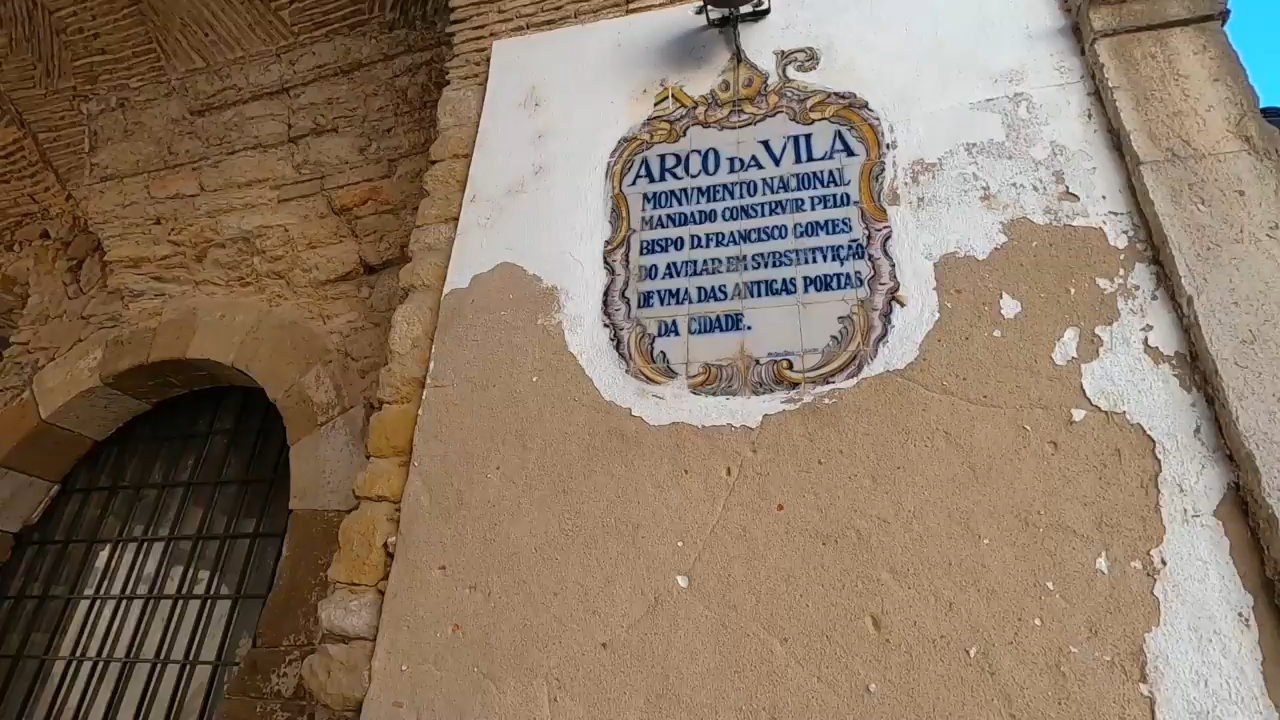 ARCO DA VILA
MONVMENTO NACIONAL
MANDADO CONSTRVIR PELO
BISPO D. FRANCISCO GOMES
DO AVELAR EM SVBSTITVIÇÃO
DE VMA DAS ANTIGAS PORTAS
DA CIDADE.